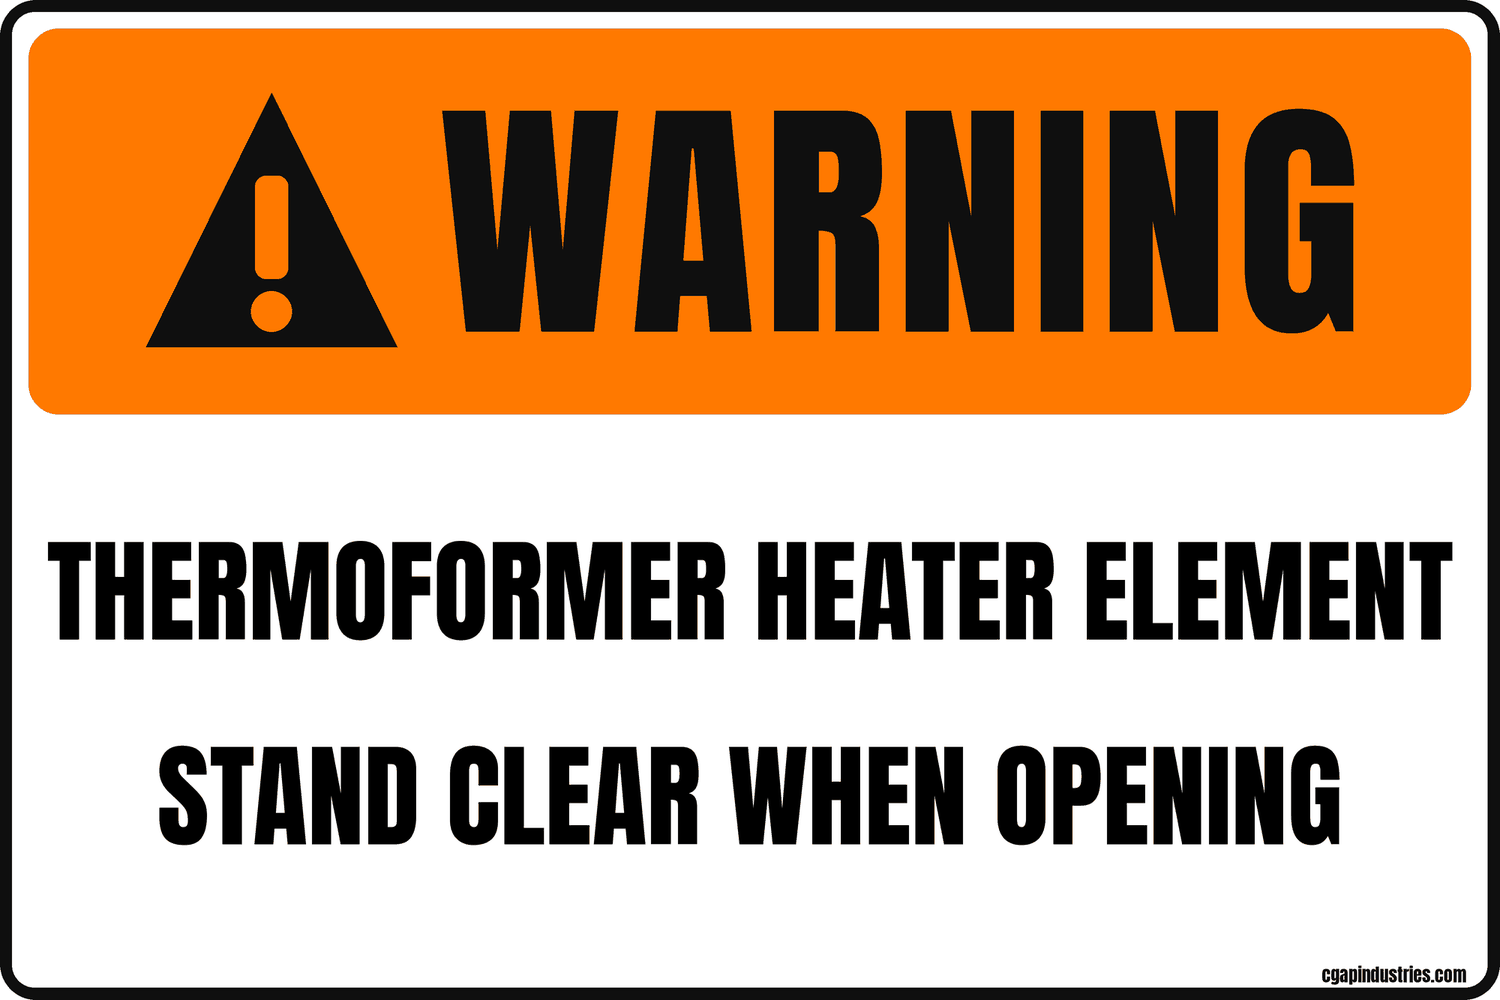 WARNING
THERMOFORMER HEATER ELEMENT
STAND CLEAR WHEN OPENING
cgapindustries.com